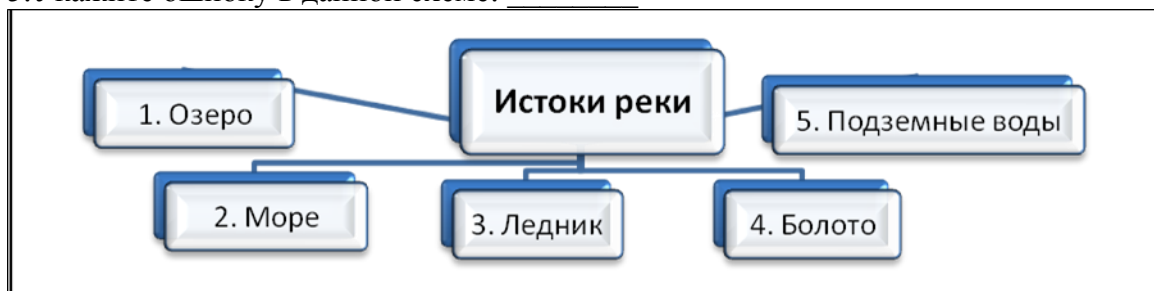 Истоки реки
1. Озеро
5. Подземные воды
2. Море
3. Ледник
4. Болото